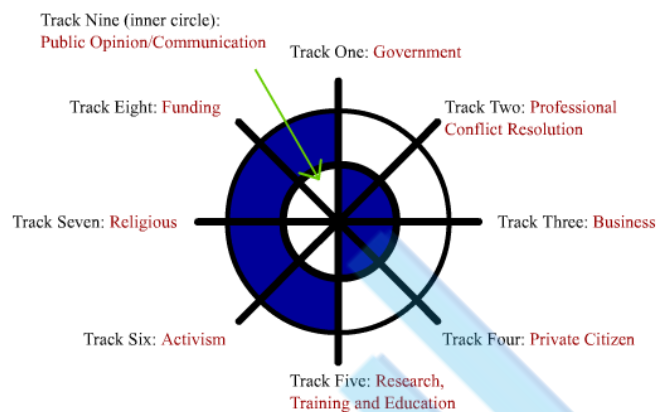 Track Nine (inner circle):
Public Opinion/Communication
Track One: Government
Track Eight: Funding
Track Two: Professional
Conflict Resolution
Track Seven: Religious
Track Three: Business
Track Six: Activism
Track Four: Private Citizen
Track Five: Research,
Training and Education